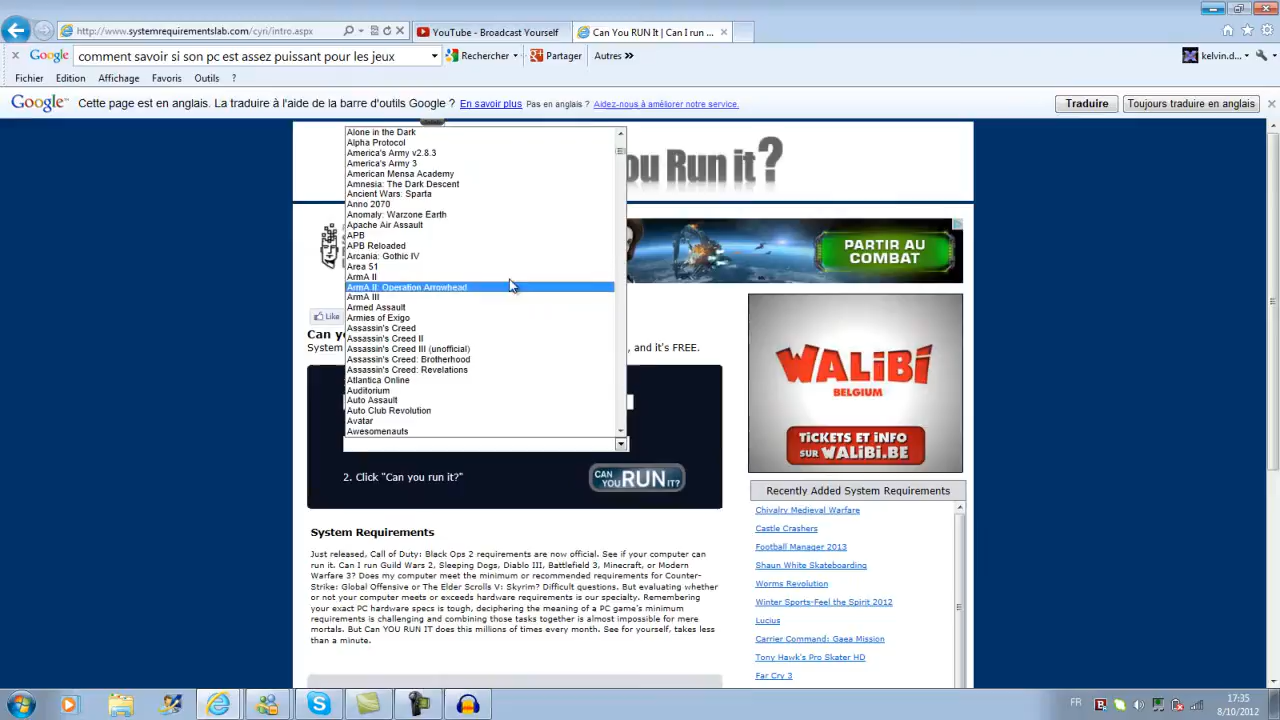 http://www.systemrequirementslab.com/cyri/intro.aspx
YouTube - Broadcast Yourself
Can You RUN It | Can I run ...
Google
comment savoir si son pc est assez puissant pour les jeux
Rechercher
Partager
Autres »
kelvin.d...
Fichier Edition Affichage Favoris Outils ?
Google™ Cette page est en anglais. La traduire à l'aide de la barre d'outils Google ? En savoir plus Pas en anglais ? Aidez-nous à améliorer notre service.
Traduire
Toujours traduire en anglais
ou Run it?
Alone in the Dark
Alpha Protocol
America's Army v2.8.3
America's Army 3
American Mensa Academy
Amnesia: The Dark Descent
Ancient Wars: Sparta
Anno 2070
Anomaly: Warzone Earth
Apache Air Assault
APB
APB Reloaded
Arcania: Gothic IV
Area 51
ArmA II
ArmA II: Operation Arrowhead
ArmA III
Armed Assault
Armies of Exigo
Assassin's Creed
Assassin's Creed II
Assassin's Creed III (unofficial)
Assassin's Creed: Brotherhood
Assassin's Creed: Revelations
Atlantica Online
Auditorium
Auto Assault
Auto Club Revolution
Avatar
Awesomenauts
PARTIR AU
COMBAT
Like
Can yo
System
, and it's FREE.
2. Click "Can you run it?"
CAN YOU RUN IT?
WALiBi
BELGIUM
TICKETS ET INFO
SUR WALIBI.BE
System Requirements
Just released, Call of Duty: Black Ops 2 requirements are now official. See if your computer can
run it. Can I run Guild Wars 2, Sleeping Dogs, Diablo III, Battlefield 3, Minecraft, or Modern
Warfare 3? Does my computer meet the minimum or recommended requirements for Counter-
Strike: Global Offensive or The Elder Scrolls V: Skyrim? Difficult questions. But evaluating whether
or not your computer meets or exceeds hardware requirements is our specialty. Remembering
your exact PC hardware specs is tough, deciphering the meaning of a PC game's minimum
requirements is challenging and combining those tasks together is almost impossible for mere
mortals. But Can YOU RUN IT does this millions of times every month. See for yourself, takes less
than a minute.
Recently Added System Requirements
Chivalry Medieval Warfare
Castle Crashers
Football Manager 2013
Shaun White Skateboarding
Worms Revolution
Winter Sports-Feel the Spirit 2012
Lucius
Carrier Command: Gaea Mission
Tony Hawk's Pro Skater HD
Far Cry 3
FR
17:35
8/10/2012